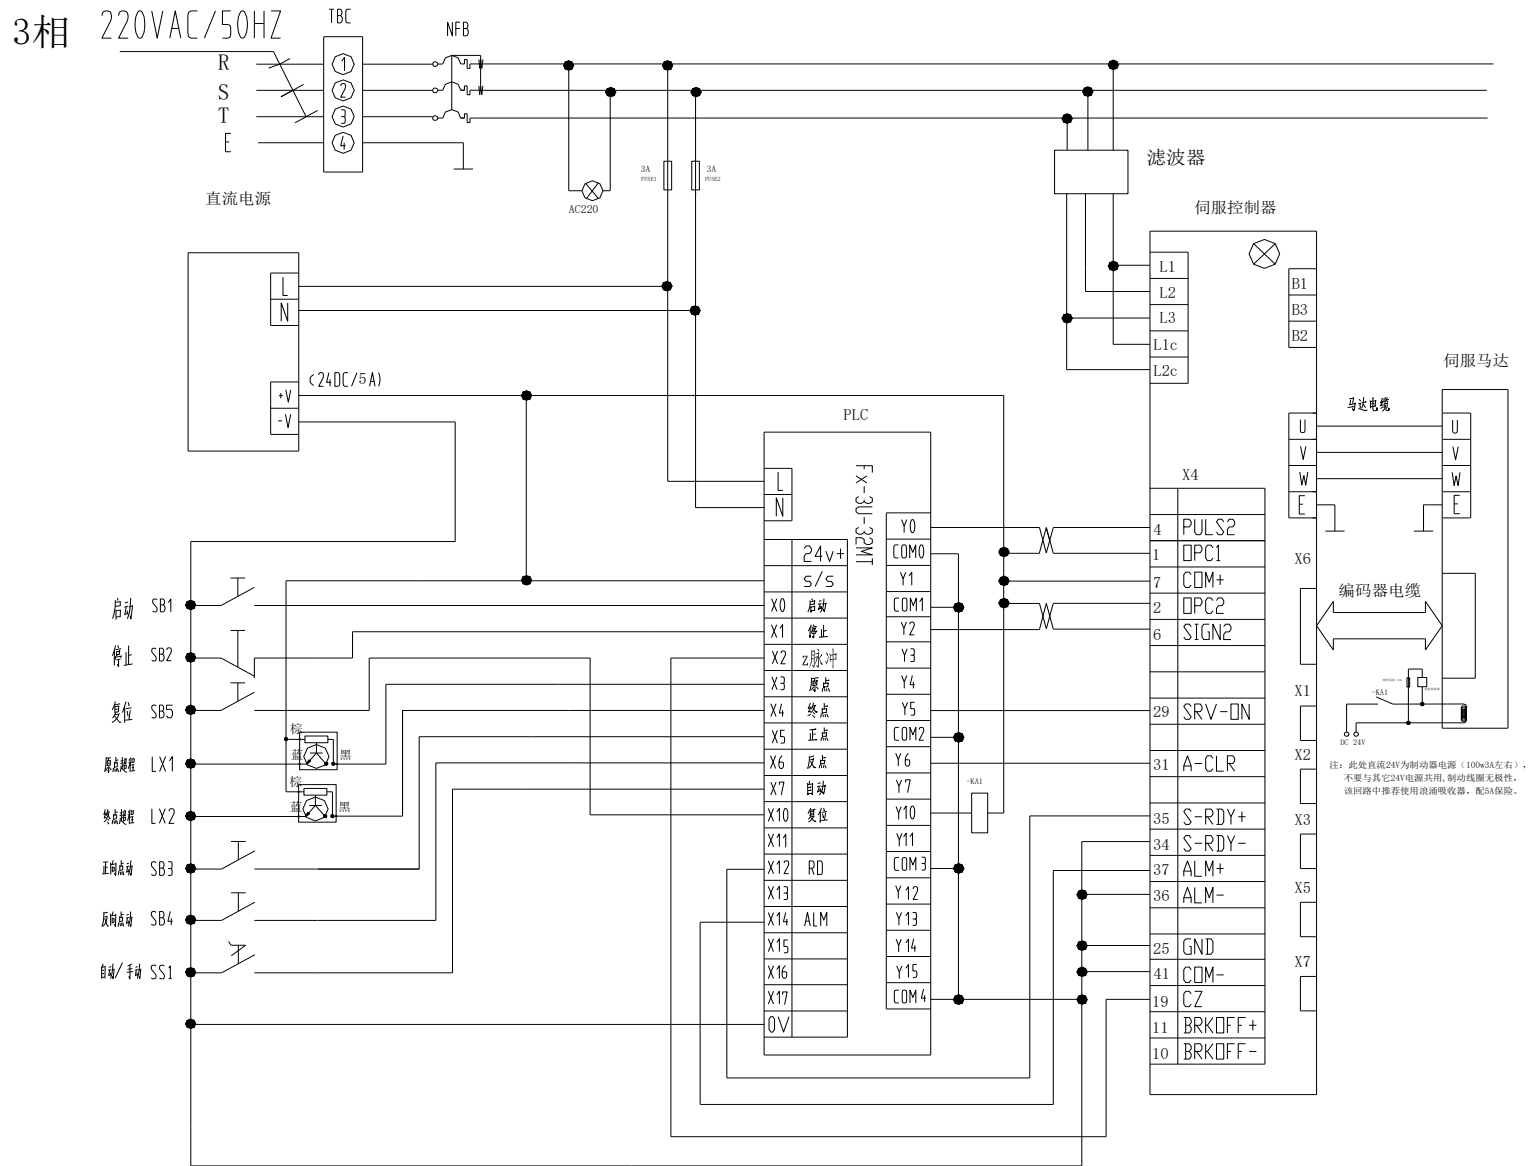 3相
220VAC/50HZ
TBC
NFB
R
S
T
E
1
2
3
4
直流电源
L
N
+V
-V
(24DC/5A)
AC220
3A
FUSE1
3A
FUSE2
滤波器
伺服控制器
L1
L2
L3
L1c
L2c
B1
B3
B2
U
V
W
E
马达电缆
伺服马达
U
V
W
E
PLC
Fx-3U-32MT
L
N
24v+
s/s
X0 启动
X1 停止
X2 z脉冲
X3 原点
X4 终点
X5 正点
X6 反点
X7 自动
X10 复位
X11
X12 RD
X13
X14 ALM
X15
X16
X17
0V
Y0
COM0
Y1
COM1
Y2
Y3
Y4
Y5
COM2
Y6
Y7
Y10
Y11
COM3
Y12
Y13
Y14
Y15
COM4
-KA1
启动 SB1
停止 SB2
复位 SB5
原点超程 LX1
终点超程 LX2
正向点动 SB3
反向点动 SB4
自动/手动 SS1
棕
蓝
黑
棕
蓝
黑
X4
4 PULS2
1 OPC1
7 COM+
2 OPC2
6 SIGN2
29 SRV-ON
31 A-CLR
35 S-RDY+
34 S-RDY-
37 ALM+
36 ALM-
25 GND
41 COM-
19 CZ
11 BRKOFF+
10 BRKOFF-
X6
X1
X2
X3
X5
X7
编码器电缆
-KA1
DC 24V
注：此处直流24V为制动器电源（100w3A左右），
不要与其它24V电源共用,制动线圈无极性，
该回路中推荐使用浪涌吸收器，配5A保险。